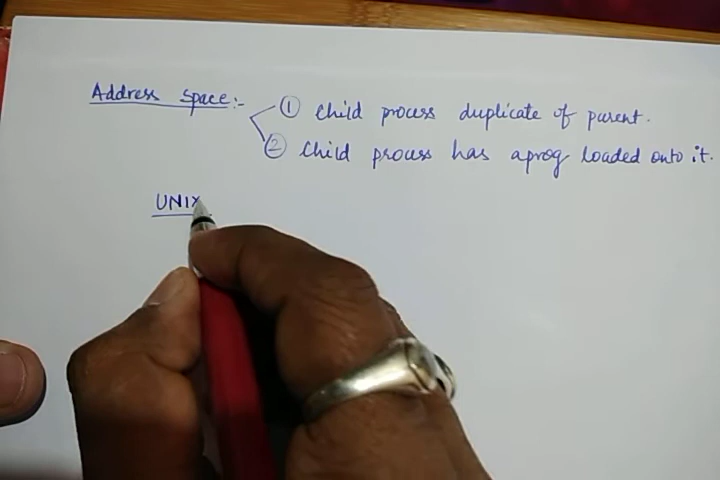 Address space:- ① Child process duplicate of parent.
② Child process has a prog loaded onto it.
UNIX